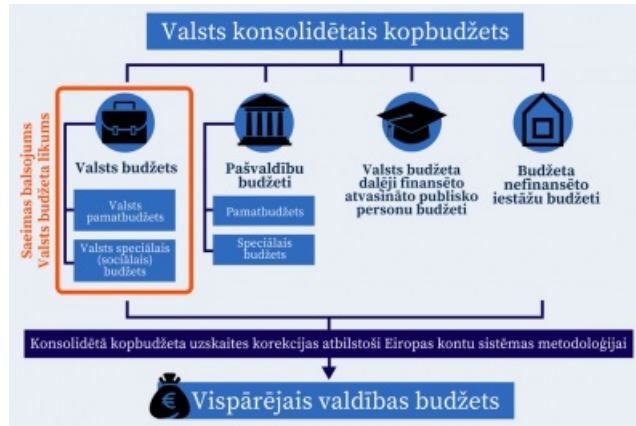 Valsts konsolidētais kopbudžets
Saeimas balsojums
Valsts budžeta likums
Valsts budžets
Valsts
pamatbudžets
Valsts speciālais
(sociālais)
budžets
Pašvaldību
budžeti
Pamatbudžets
Speciālais
budžets
Valsts budžeta
daļēji finansēto
atvasināto publisko
personu budžeti
Budžeta
nefinansēto
iestāžu budžeti
Konsolidētā kopbudžeta uzskaites korekcijas atbilstoši Eiropas kontu sistēmas metodoloģijai
€
Vispārējais valdības budžets